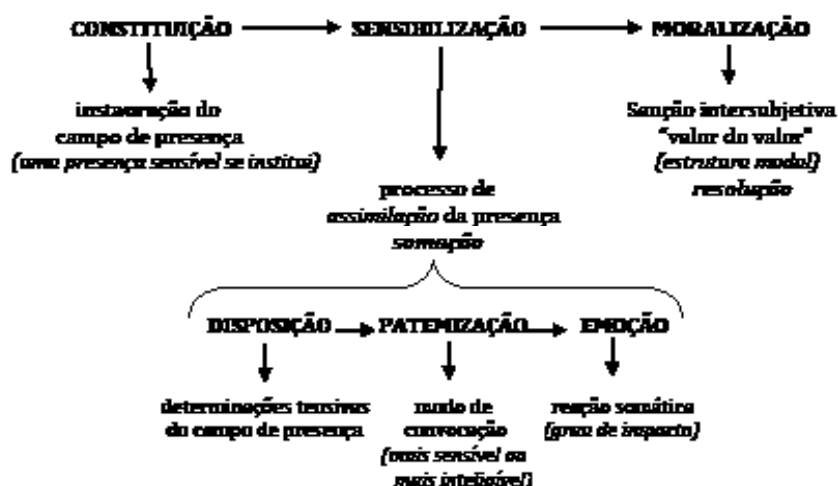 CONSTITUIÇÃO SENSIBILIZAÇÃO MORALIZAÇÃO
instauração do
campo de presença
(uma presença sensível se institui)
Sanção intersubjetiva
"valor do valor"
(estrutura modal)
resolução
processo de
assimilação da presença
somação
DISPOSIÇÃO PATEMIZAÇÃO EMOÇÃO
determinações tensivas
do campo de presença
modo de
convocação
(mais sensível ou
mais inteligível)
reação somática
(grau de impacto)